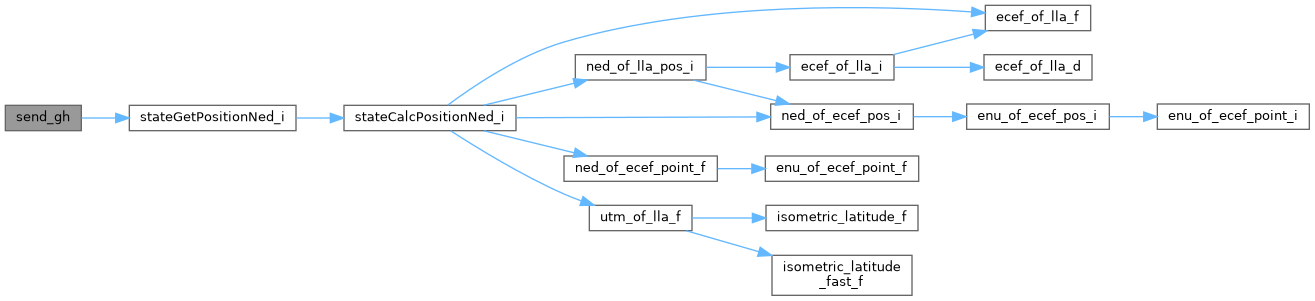 send_gh
stateGetPositionNed_i
stateCalcPositionNed_i
ecef_of_lla_f
ned_of_lla_pos_i
ecef_of_lla_i
ecef_of_lla_d
ned_of_ecef_pos_i
enu_of_ecef_pos_i
enu_of_ecef_point_i
ned_of_ecef_point_f
enu_of_ecef_point_f
utm_of_lla_f
isometric_latitude_f
isometric_latitude
_fast_f